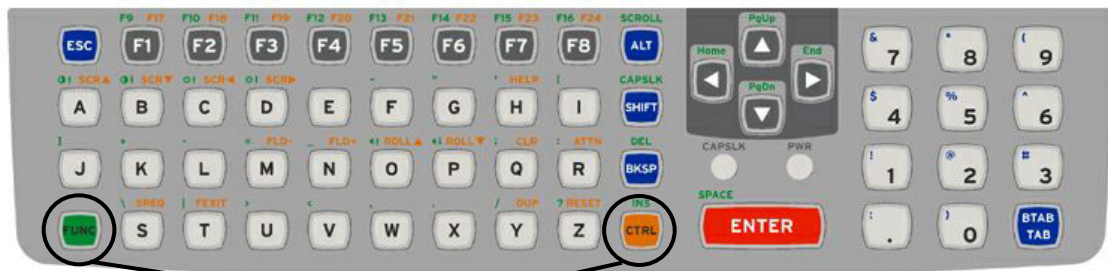 F9 F17 F10 F18 F11 F19 F12 F20 F13 F21 F14 F22 F15 F23 F16 F24 SCROLL PgUp
ESC F1 F2 F3 F4 F5 F6 F7 F8 ALT & 7 * 8 ( 9
Home End
SCR▲ SCR▼ SCR◀ SCR▶ - " ' HELP [ CAPSLK PgDn
A B C D E F G H I SHIFT $ 4 % 5 ^ 6
] + - = FLD- _ FLD+ ROLL▲ ROLL▼ ; CLR : ATTN DEL CAPSLK PWR
J K L M N O P Q R BKSP ! 1 @ 2 # 3
\ SREQ FEXIT > < , . / DUP ? RESET INS SPACE
FUNC S T U V W X Y Z CTRL ENTER . ) 0 BTAB
TAB